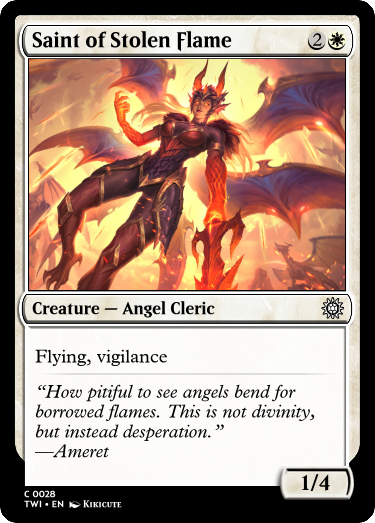 Saint of Stolen Flame 2
Creature — Angel Cleric
Flying, vigilance
“How pitiful to see angels bend for
borrowed flames. This is not divinity,
but instead desperation.”
—Ameret
1/4
C 0028
TWI • EN Kikicute